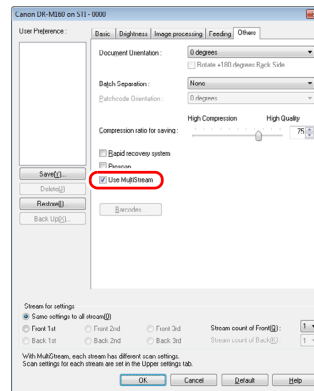 Canon DR-M160 on STI - 0000
User Preference :
Basic Brightness Image processing Feeding Others
Document Orientation :
0 degrees
Rotate +180 degrees Back Side
Batch Separation :
None
Patchcode Orientation :
0 degrees
High Compression High Quality
Compression ratio for saving :
75
Rapid recovery system
Prescan
Use MultiStream
Barcodes
Save(V)...
Delete(J)
Restore(I)
Back Up(X)...
Stream for settings
Same settings to all stream(0)
Front 1st Front 2nd Front 3rd Stream count of Front(Q) : 1
Back 1st Back 2nd Back 3rd Stream count of Back(K) : 1
With MultiStream, each stream has different scan settings.
Scan settings for each stream are set in the Upper settings tab.
OK Cancel Default Help